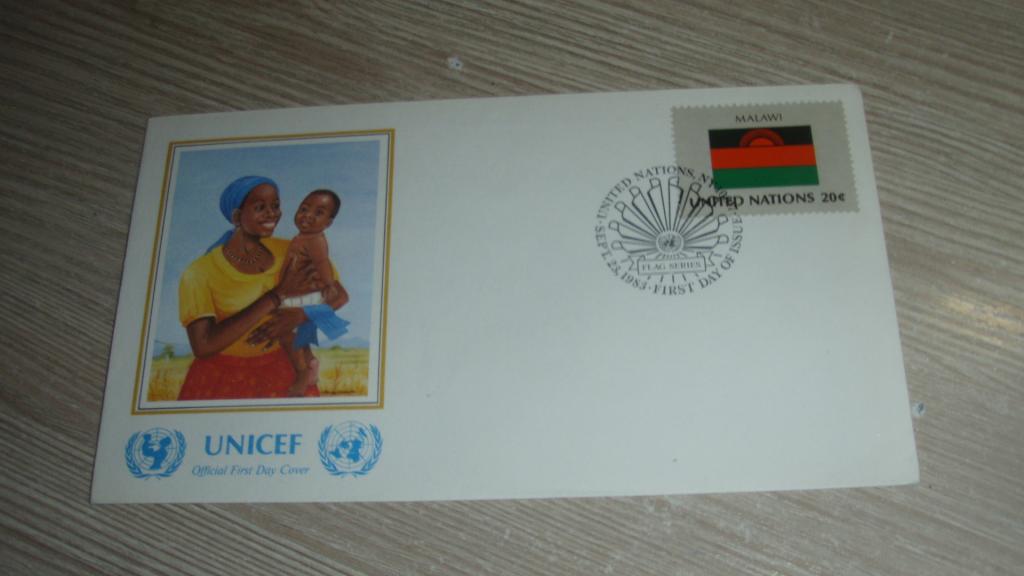 MALAWI
UNITED NATIONS 20¢
UNITED NATIONS, NY
SEPT. 23, 1983 · FIRST DAY OF ISSUE
FLAG SERIES
UNICEF
Official First Day Cover